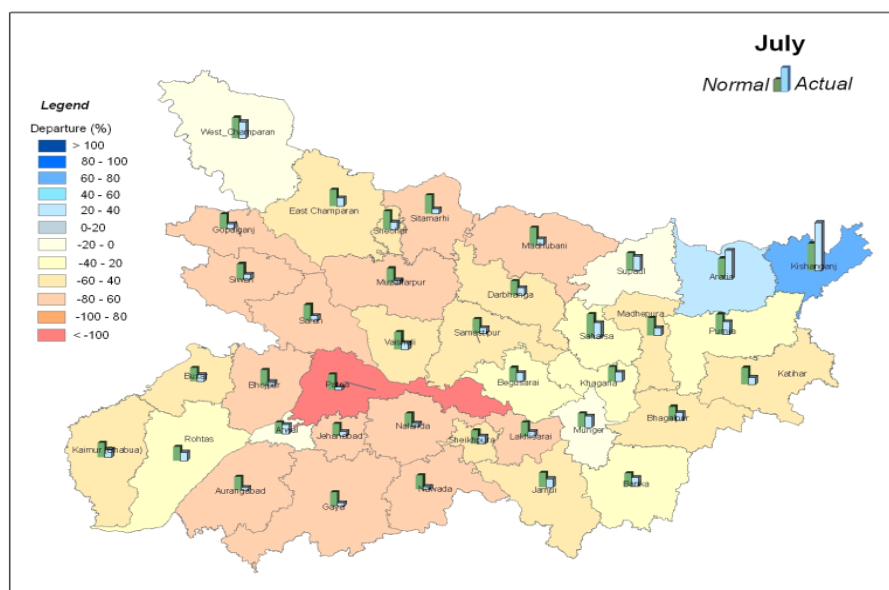 July
Normal Actual
Legend
Departure (%)
> 100
80 - 100
60 - 80
40 - 60
20 - 40
0-20
-20 - 0
-40 - 20
-60 - 40
-80 - 60
-100 - 80
< -100
West_Champaran
East Champaran
Sitamarhi
Sheohar
Gopalganj
Madhubani
Supaul
Araria
Kishanganj
Siwan
Muzaffarpur
Darbhanga
Saran
Madhepura
Vaishali
Samastipur
Saharsa
Purnia
Buxar
Bhojpur
Patna
Begusarai
Khagaria
Katihar
Arwal
Jehanabad
Nalanda
Sheikhpura
Lakhisarai
Munger
Bhagalpur
Rohtas
Kaimur (Bhabua)
Aurangabad
Gaya
Nawada
Jamui
Banka